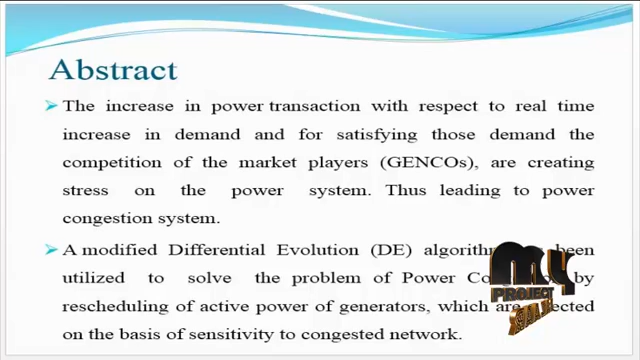 Abstract
The increase in power transaction with respect to real time
increase in demand and for satisfying those demand the
competition of the market players (GENCOs), are creating
stress on the power system. Thus leading to power
congestion system.
A modified Differential Evolution (DE) been
utilized to solve the problem of Power by
rescheduling of active power of generators, which are
on the basis of sensitivity to congested network.
MY
PROJECT